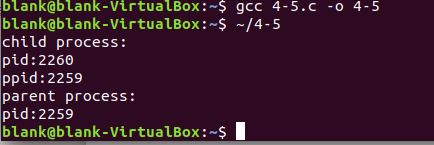 blank@blank-VirtualBox:~$ gcc 4-5.c -o 4-5
blank@blank-VirtualBox:~$ ~/4-5
child process:
pid:2260
ppid:2259
parent process:
pid:2259
blank@blank-VirtualBox:~$